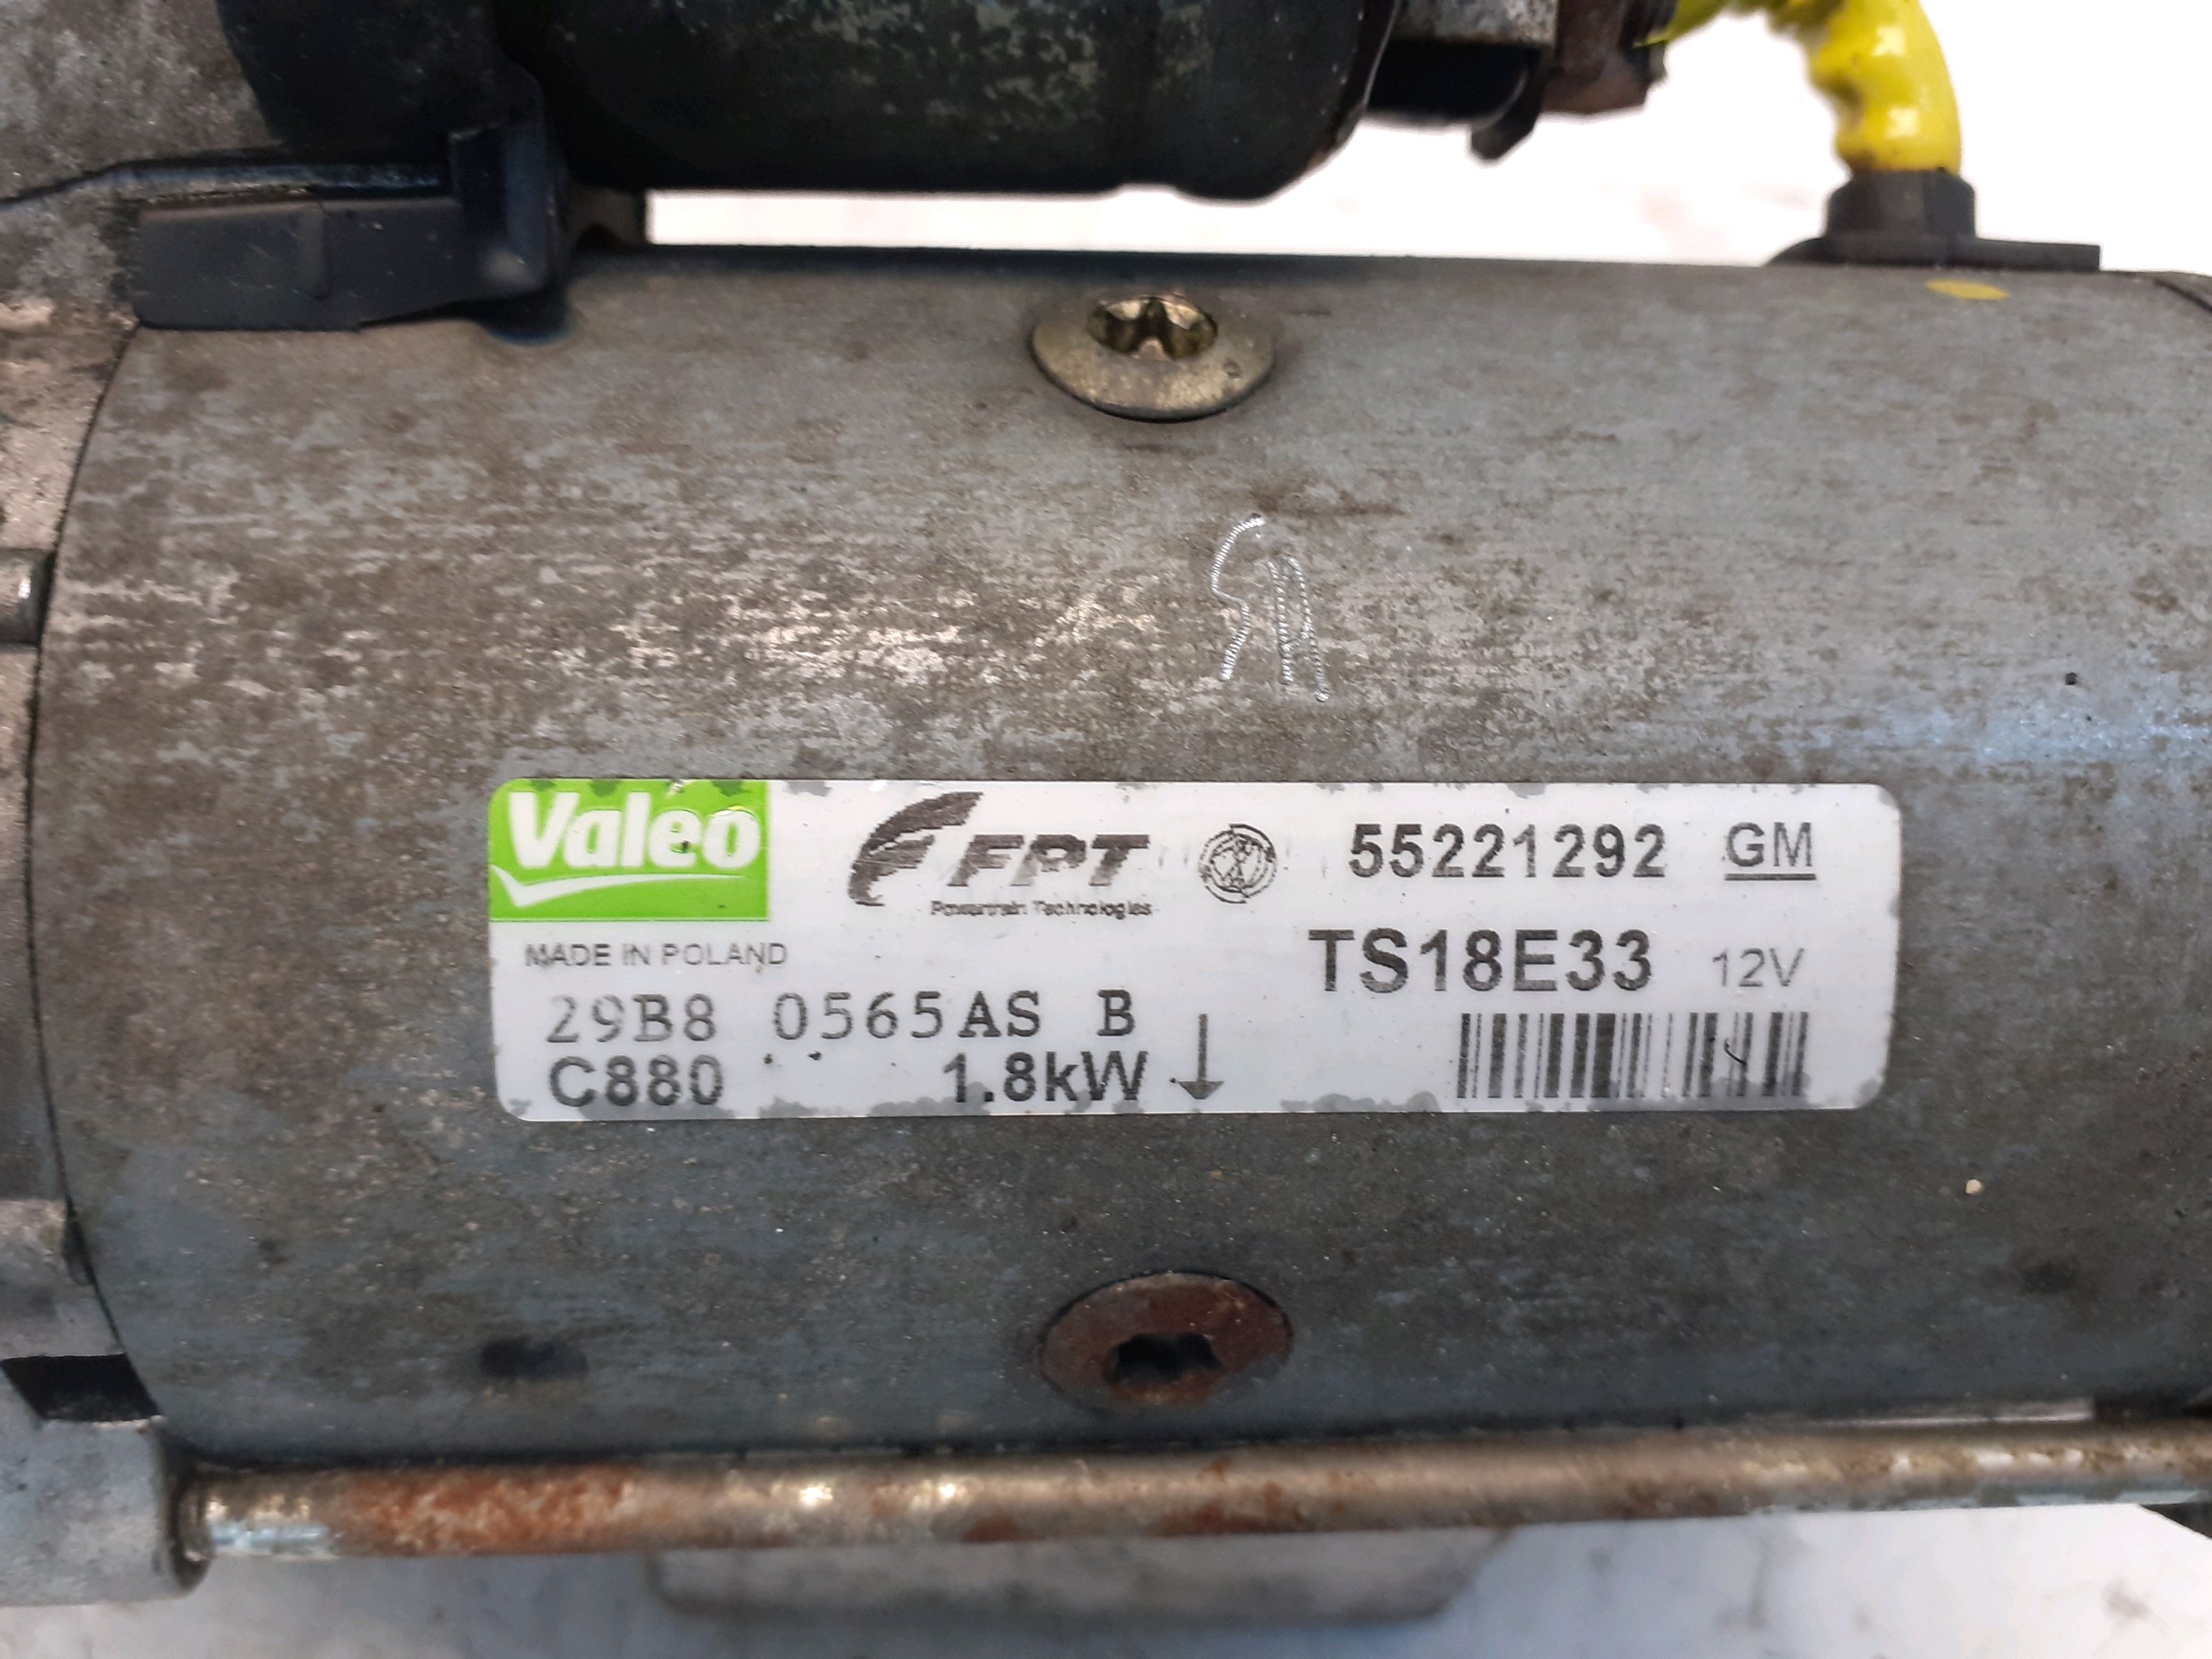 Valeo FPT 55221292 GM
Powertrain Technologies
MADE IN POLAND TS18E33 12V
29B8 0565AS B
C880 1.8kW